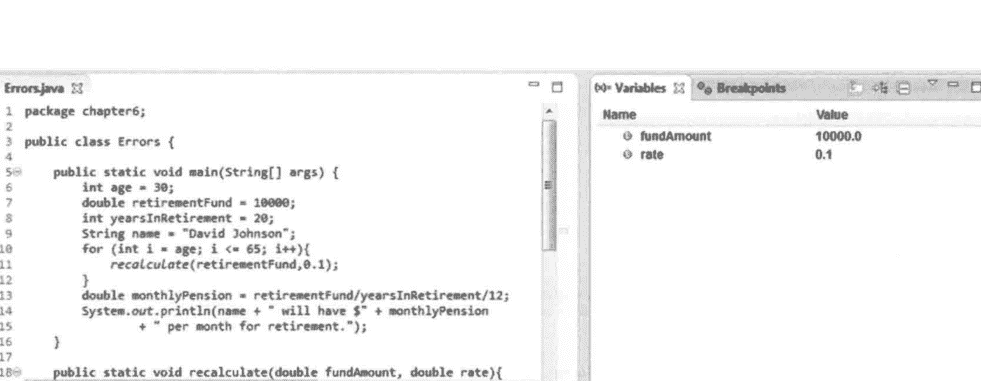 Errors.java
1 package chapter6;
2
3 public class Errors {
4
5 public static void main(String[] args) {
6 int age = 30;
7 double retirementFund = 10000;
8 int yearsInRetirement = 20;
9 String name = "David Johnson";
10 for (int i = age; i <= 65; i++){
11 recalculate(retirementFund,0.1);
12 }
13 double monthlyPension = retirementFund/yearsInRetirement/12;
14 System.out.println(name + " will have $" + monthlyPension
15 + " per month for retirement.");
16 }
17
18 public static void recalculate(double fundAmount, double rate){
(x)= Variables Breakpoints
Name Value
fundAmount 10000.0
rate 0.1